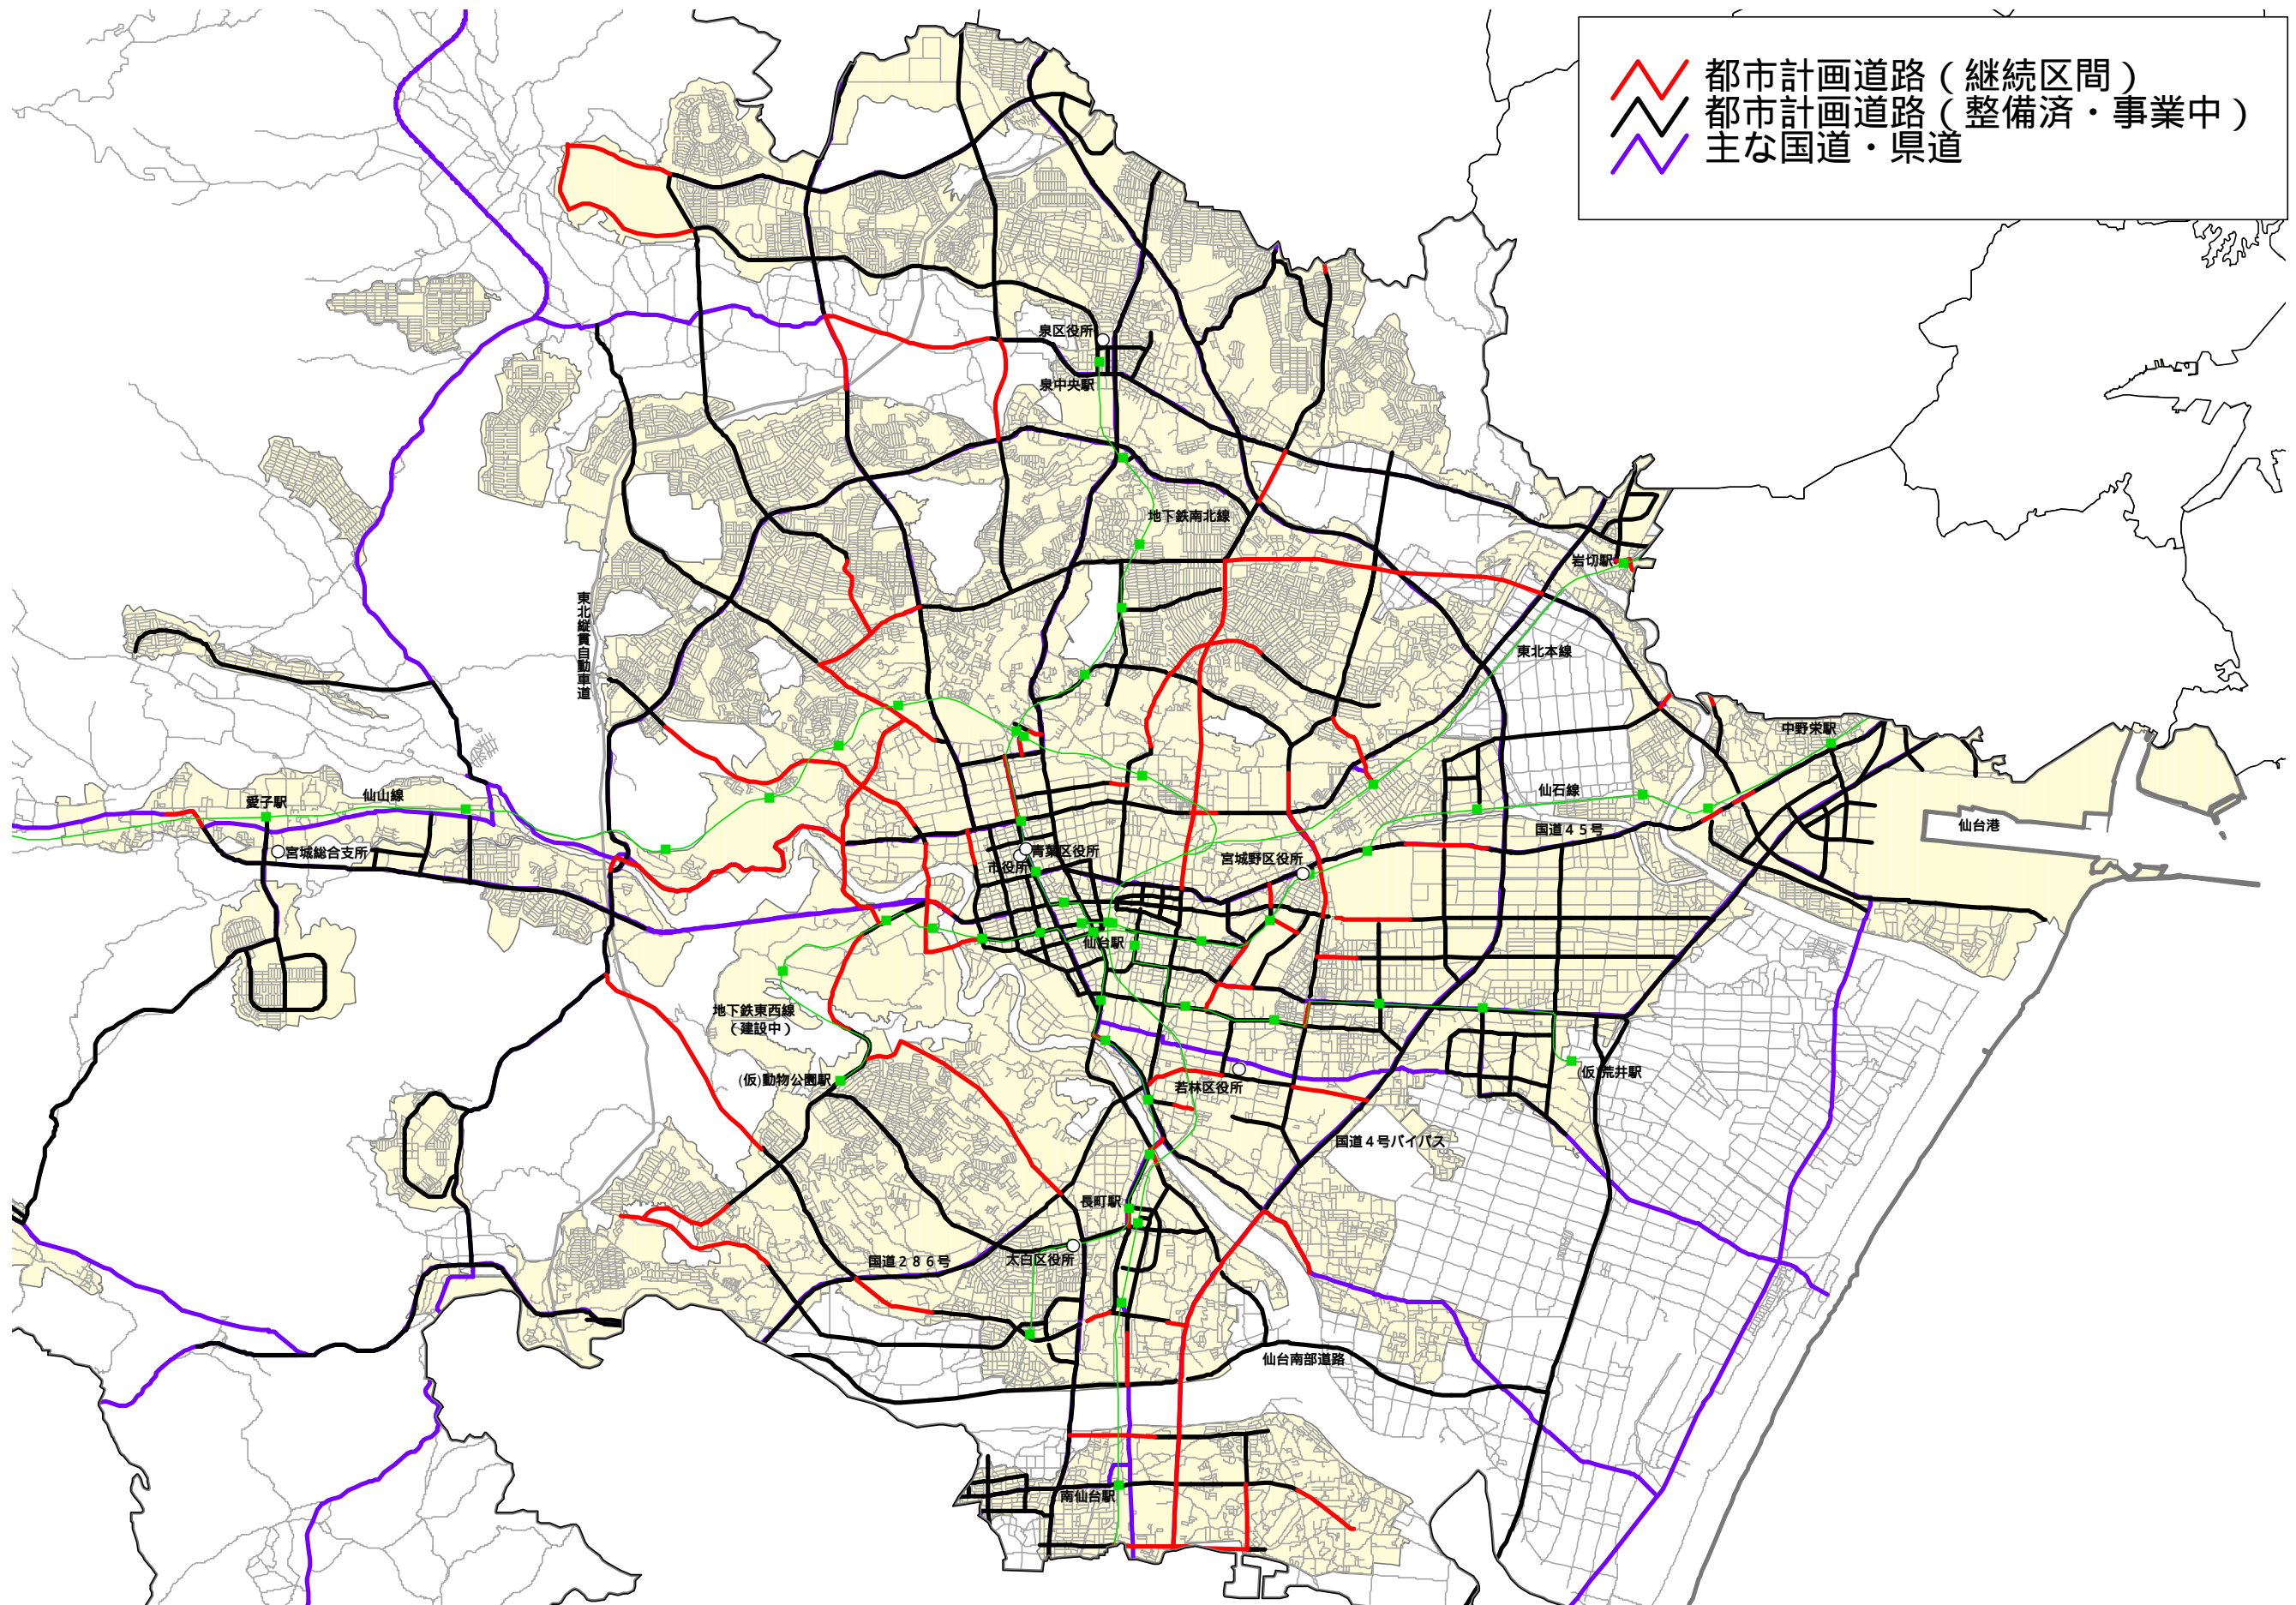 都市計画道路（継続区間）
都市計画道路（整備済・事業中）
主な国道・県道
泉区役所
泉中央駅
地下鉄南北線
岩切駅
東北縦貫自動車道
東北本線
中野栄駅
愛子駅
仙山線
仙石線
国道４５号
仙台港
宮城総合支所
青葉区役所
市役所
宮城野区役所
仙台駅
地下鉄東西線
（建設中）
(仮)動物公園駅
若林区役所
(仮)荒井駅
国道４号バイパス
長町駅
国道２８６号
太白区役所
仙台南部道路
南仙台駅